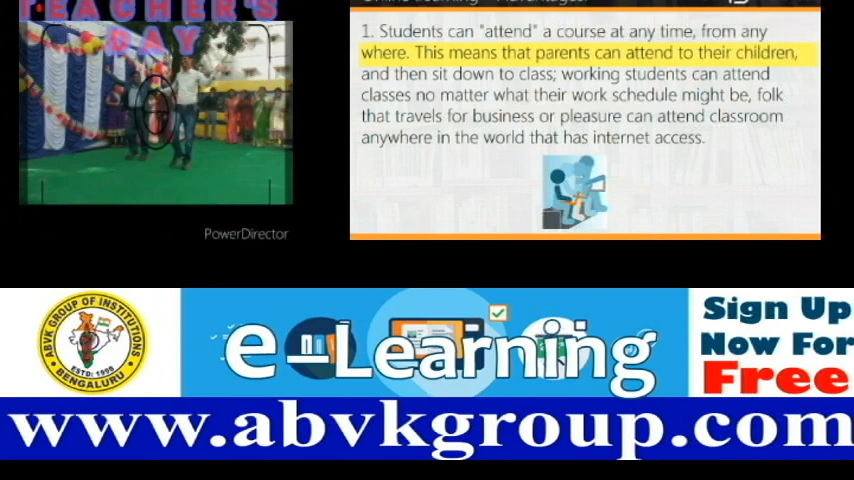 TEACHER'S
DAY
PowerDirector
1. Students can "attend" a course at any time, from any
where. This means that parents can attend to their children,
and then sit down to class; working students can attend
classes no matter what their work schedule might be, folk
that travels for business or pleasure can attend classroom
anywhere in the world that has internet access.
ABVK GROUP OF INSTITUTIONS
ESTD: 1998
BENGALURU
e-Learning
Sign Up
Now For
Free
www.abvkgroup.com